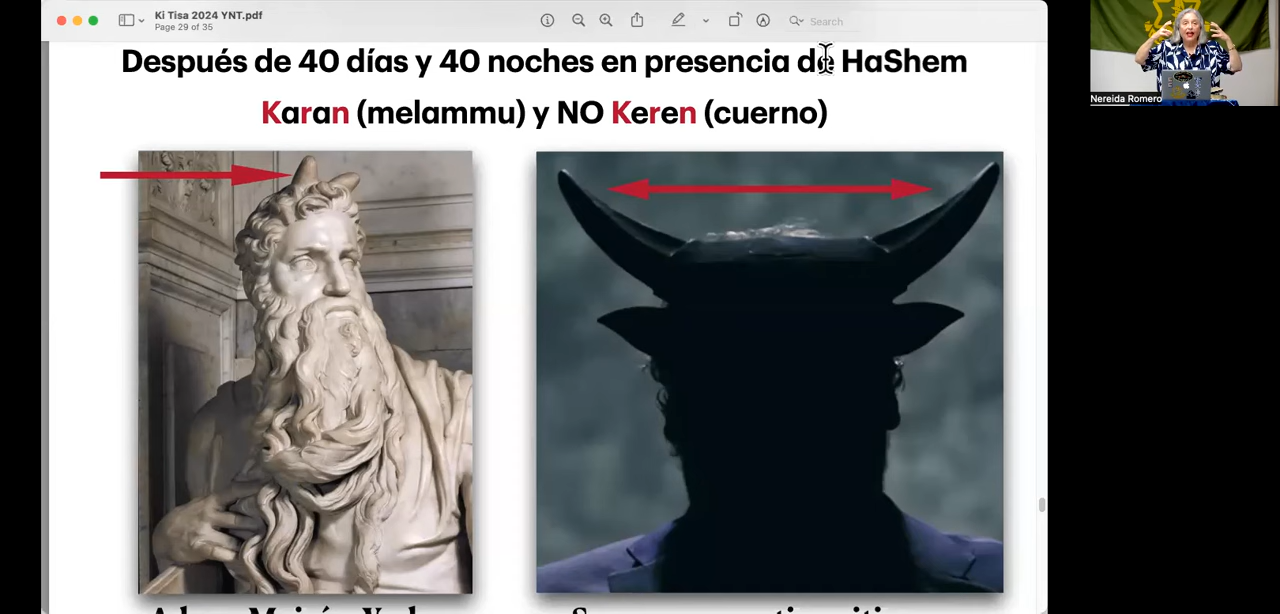 Ki Tisa 2024 YNT.pdf
Page 29 of 35
Search
Después de 40 días y 40 noches en presencia de HaShem
Karan (melammu) y NO Keren (cuerno)
Nereida Romero